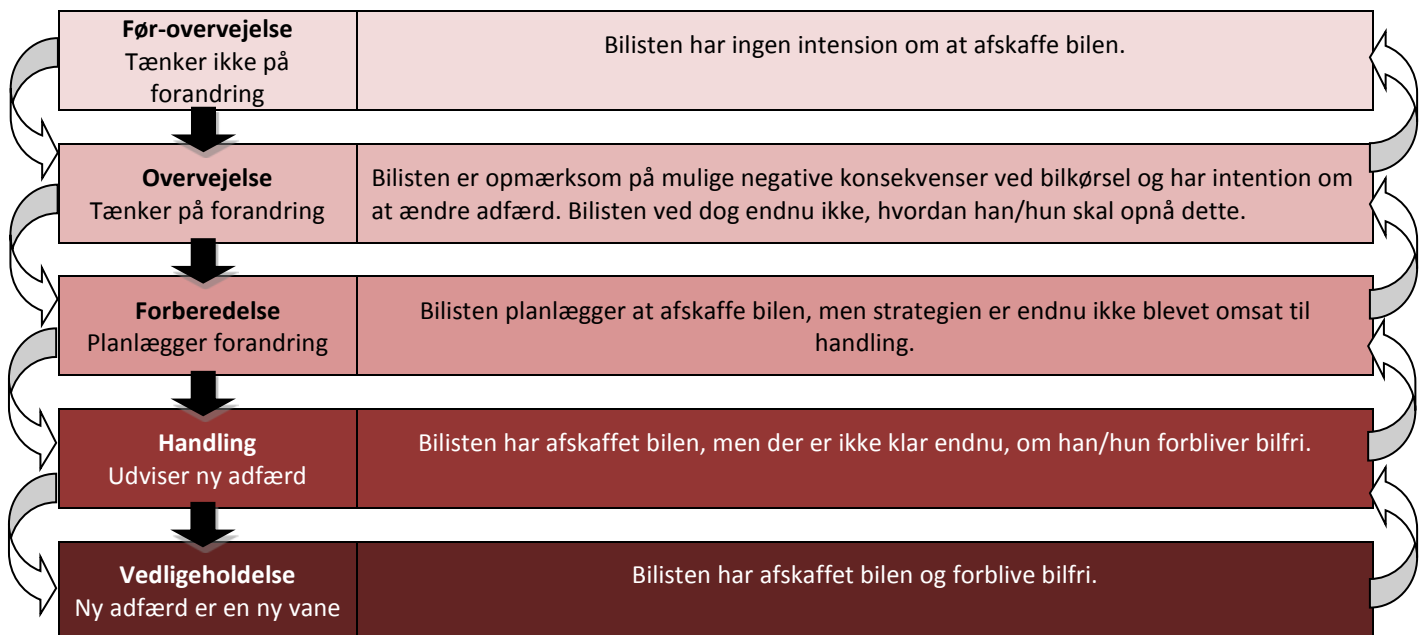 Før-overvejelse
Tænker ikke på
forandring
Bilisten har ingen intension om at afskaffe bilen.
Overvejelse
Tænker på forandring
Bilisten er opmærksom på mulige negative konsekvenser ved bilkørsel og har intention om
at ændre adfærd. Bilisten ved dog endnu ikke, hvordan han/hun skal opnå dette.
Forberedelse
Planlægger forandring
Bilisten planlægger at afskaffe bilen, men strategien er endnu ikke blevet omsat til
handling.
Handling
Udviser ny adfærd
Bilisten har afskaffet bilen, men der er ikke klar endnu, om han/hun forbliver bilfri.
Vedligeholdelse
Ny adfærd er en ny vane
Bilisten har afskaffet bilen og forblive bilfri.